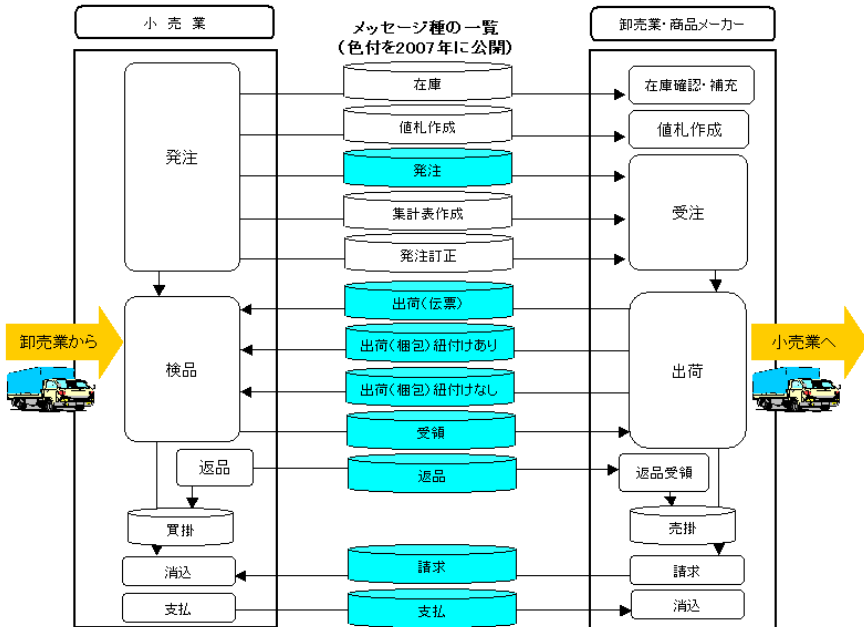 小 売 業
メッセージ種の一覧
(色付を2007年に公開)
卸売業・商品メーカー
在庫
在庫確認・補充
値札作成
値札作成
発注
発注
受注
集計表作成
発注訂正
出荷(伝票)
卸売業から
出荷(梱包)紐付けあり
小売業へ
検品
出荷
出荷(梱包)紐付けなし
受領
返品
返品
返品受領
買掛
売掛
消込
請求
請求
支払
支払
消込